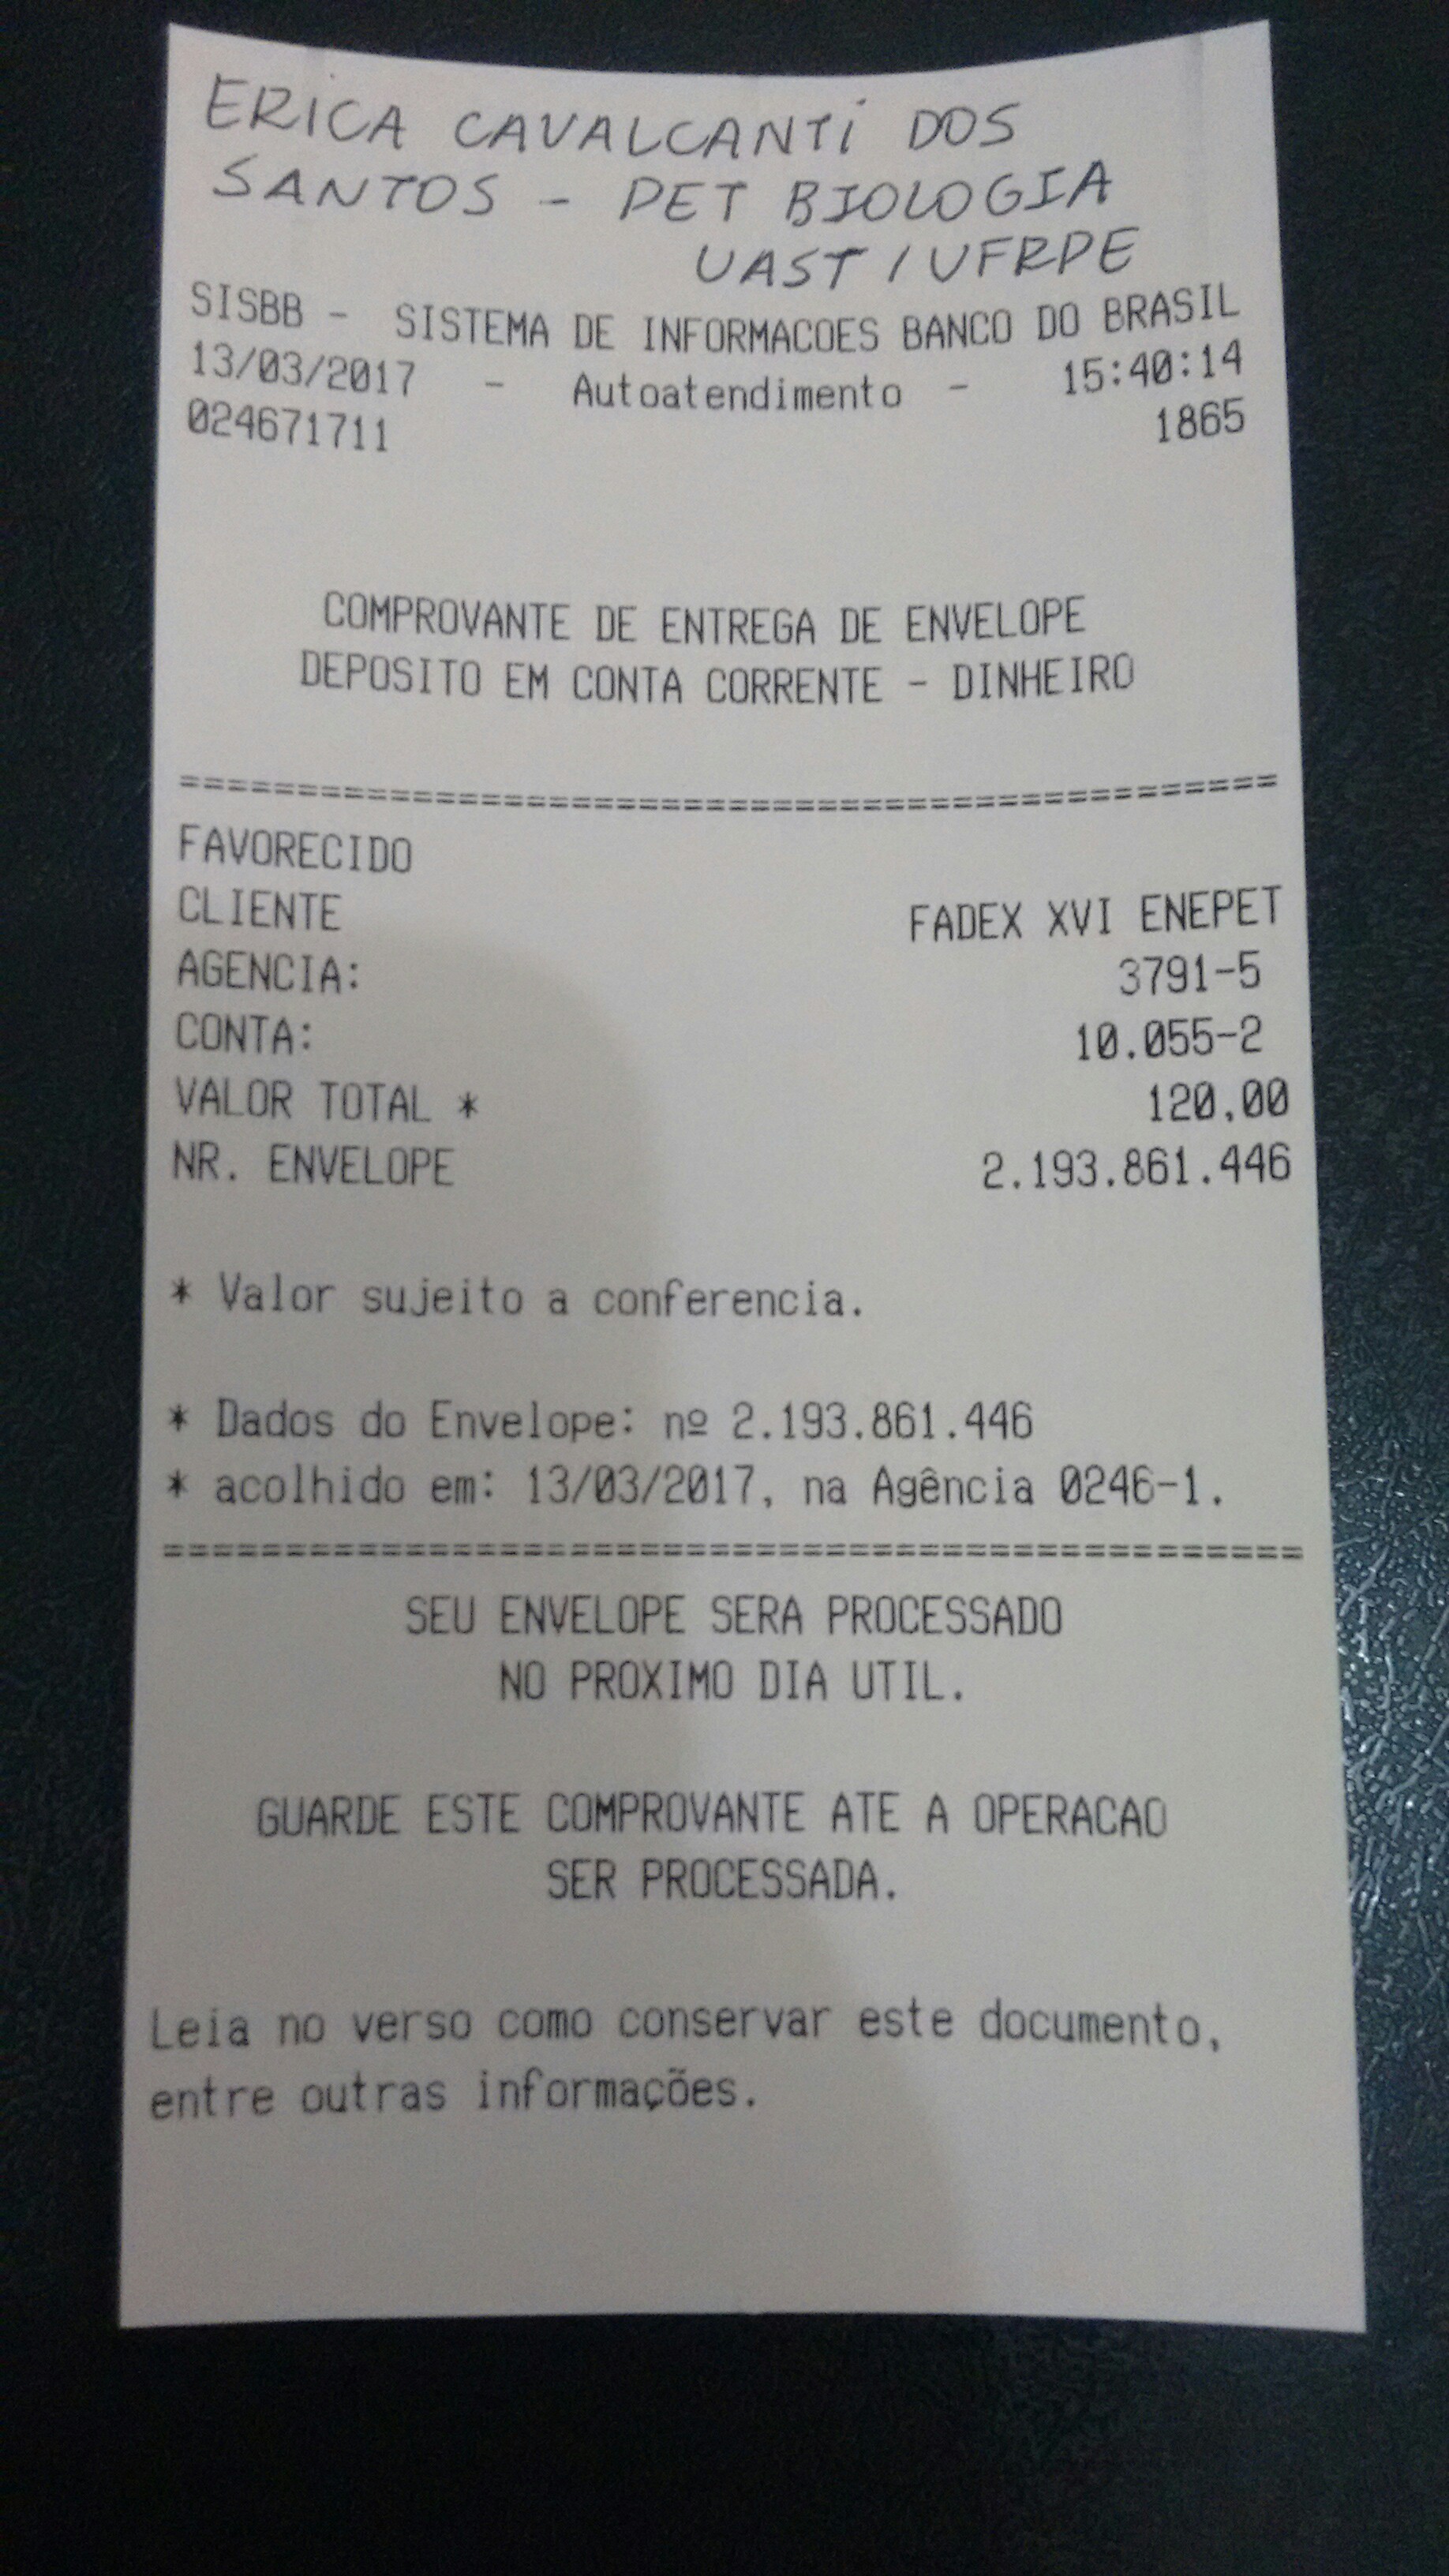 ERICA CAVALCANTI DOS
SANTOS - PET BIOLOGIA
UAST / UFRPE
SISBB - SISTEMA DE INFORMACOES BANCO DO BRASIL
13/03/2017 - Autoatendimento - 15:40:14
024671711 1865
COMPROVANTE DE ENTREGA DE ENVELOPE
DEPOSITO EM CONTA CORRENTE - DINHEIRO
==============================================
FAVORECIDO
CLIENTE FADEX XVI ENEPET
AGENCIA: 3791-5
CONTA: 10.055-2
VALOR TOTAL * 120,00
NR. ENVELOPE 2.193.861.446
* Valor sujeito a conferencia.
* Dados do Envelope: nº 2.193.861.446
* acolhido em: 13/03/2017, na Agência 0246-1.
==============================================
SEU ENVELOPE SERA PROCESSADO
NO PROXIMO DIA UTIL.
GUARDE ESTE COMPROVANTE ATE A OPERACAO
SER PROCESSADA.
Leia no verso como conservar este documento,
entre outras informações.